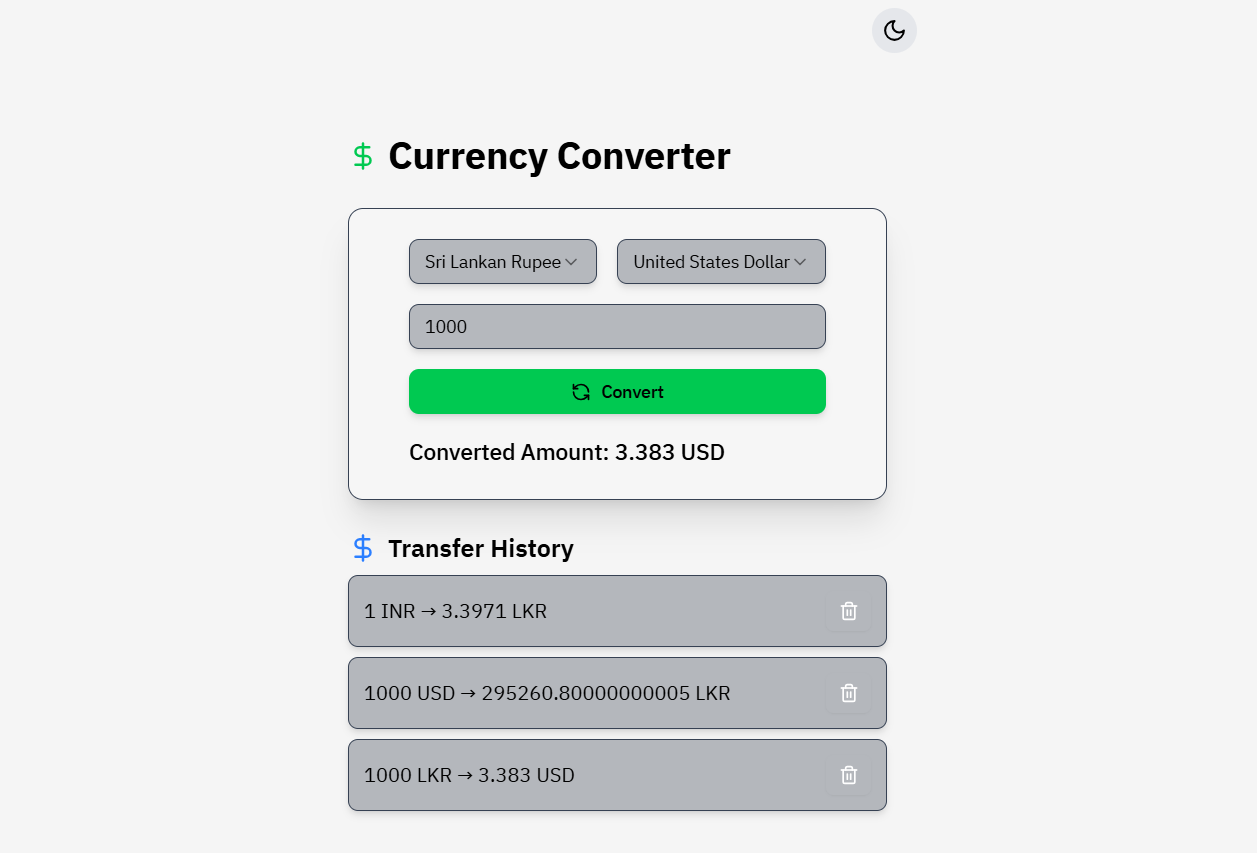 Currency Converter
Sri Lankan Rupee United States Dollar
1000
Convert
Converted Amount: 3.383 USD
Transfer History
1 INR → 3.3971 LKR
1000 USD → 295260.80000000005 LKR
1000 LKR → 3.383 USD